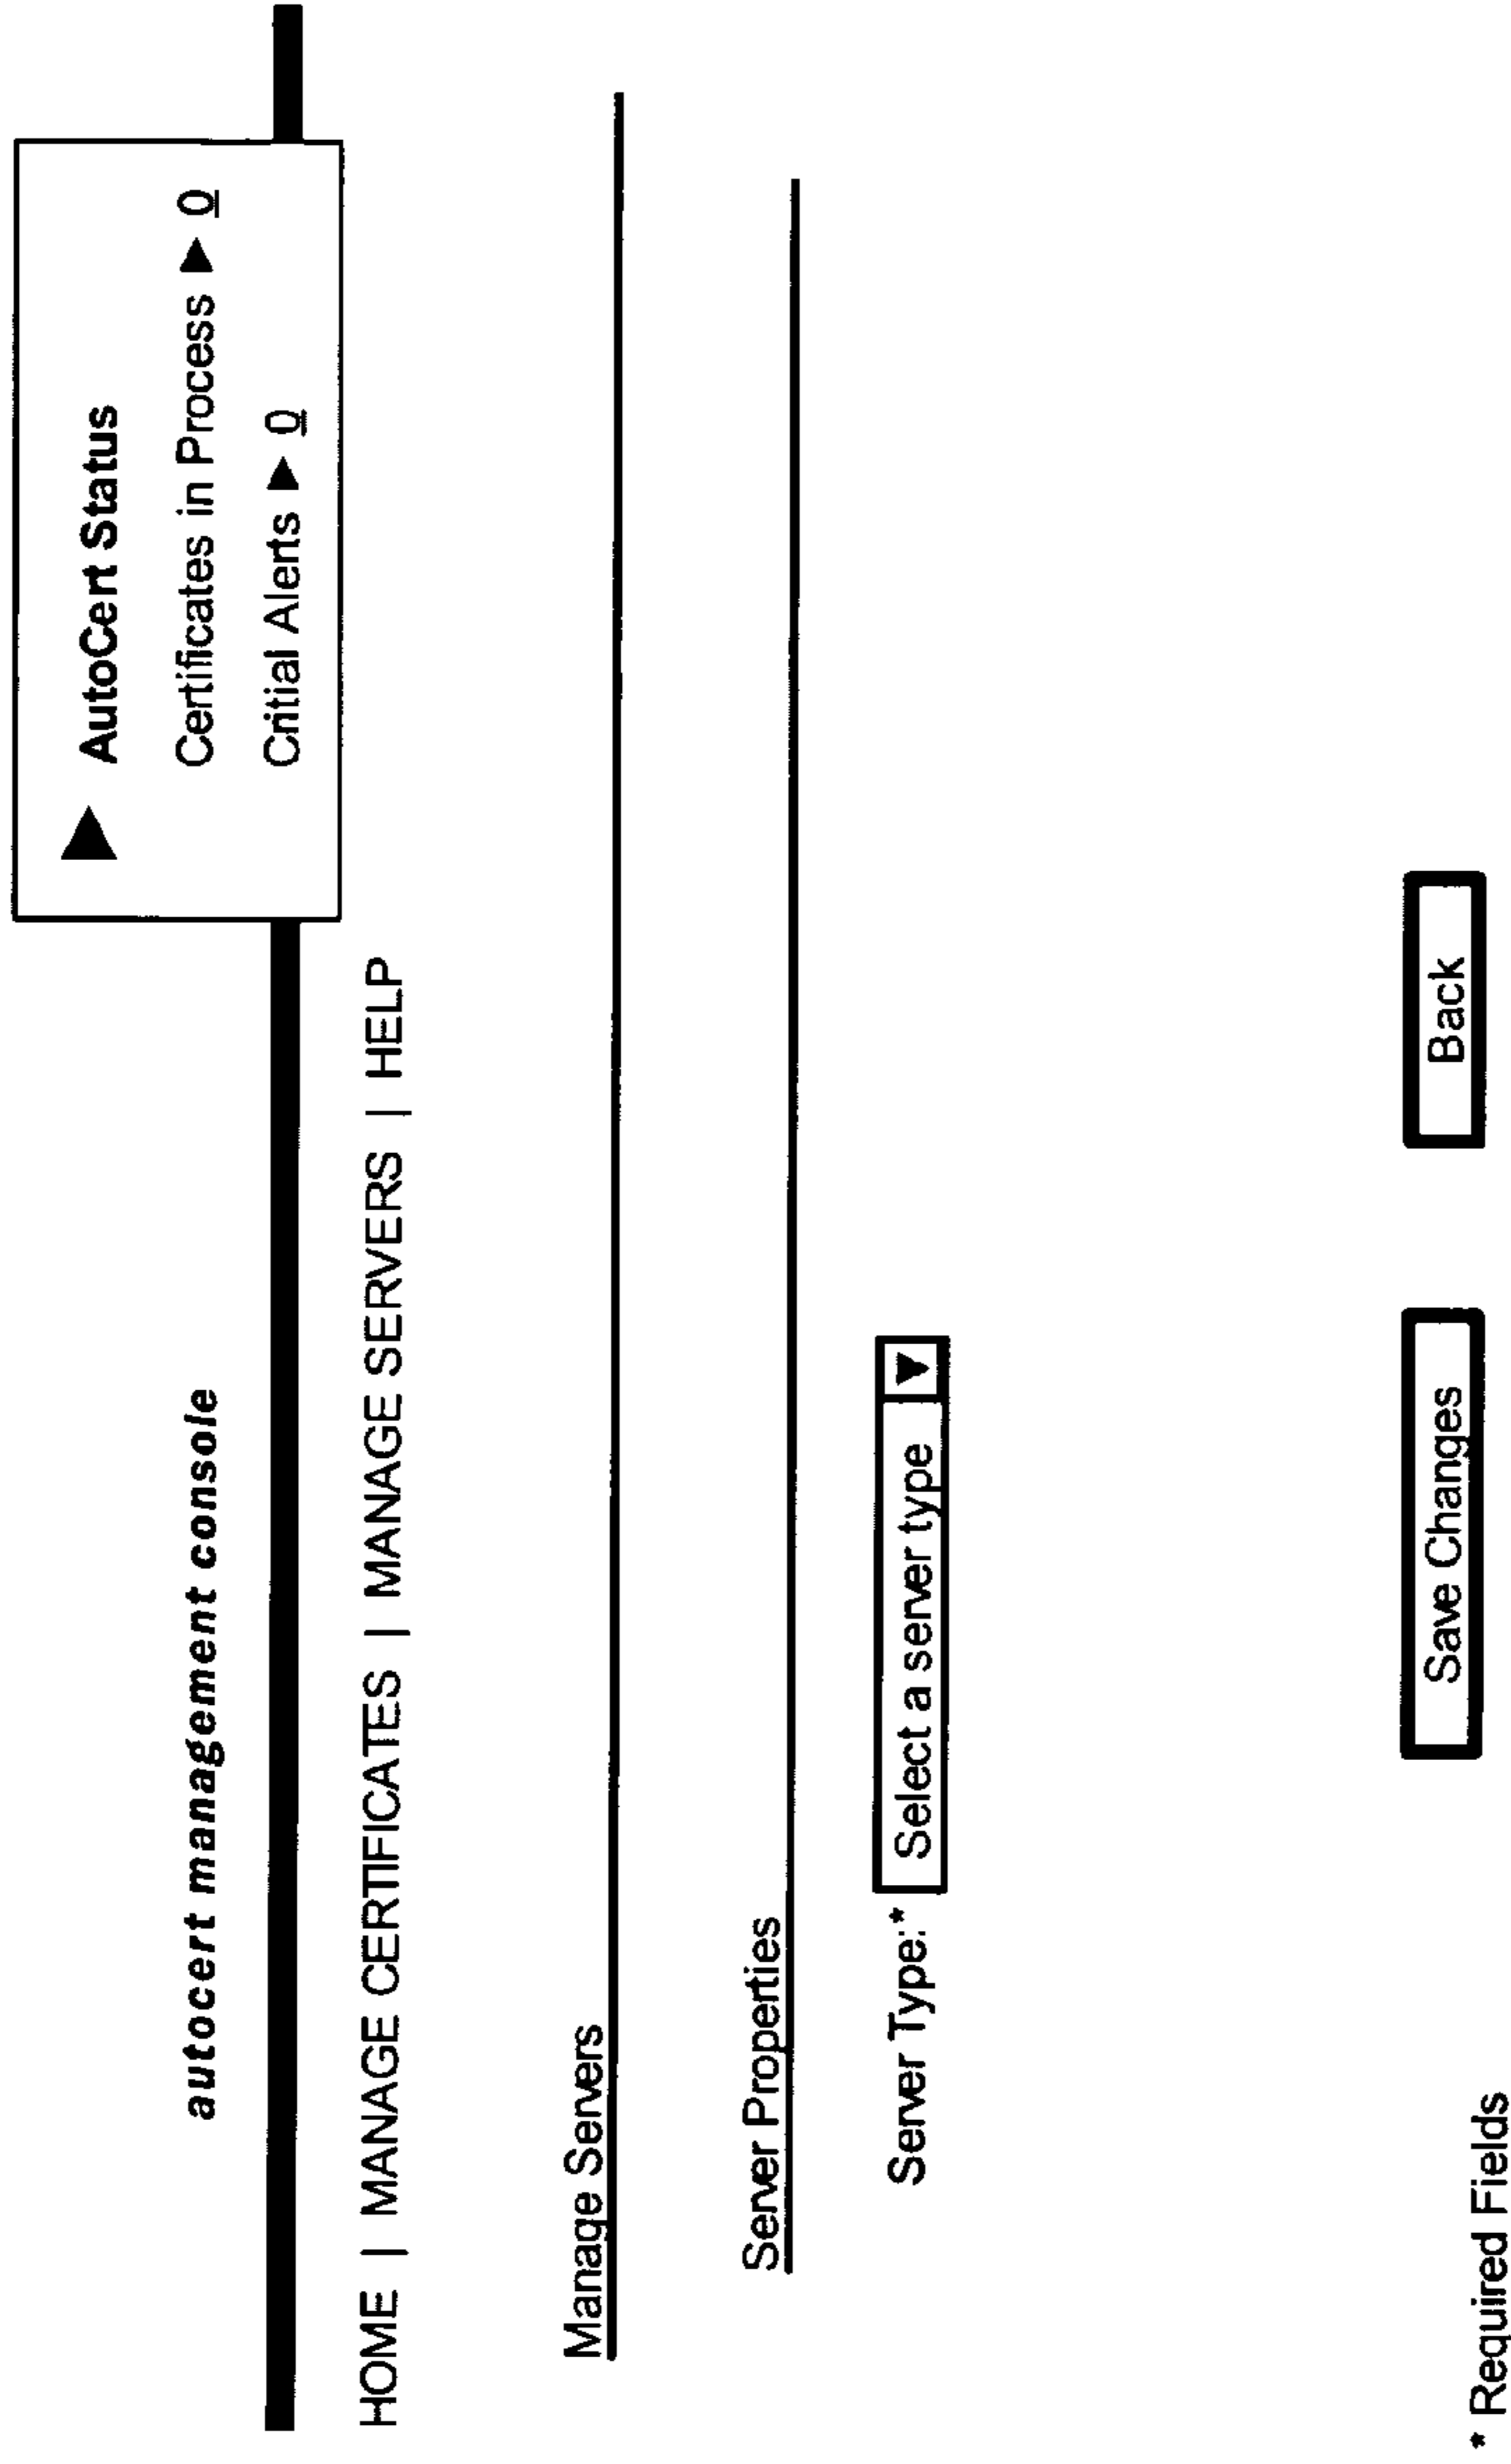 autocert management console
AutoCert Status
Certificates in Process ▶ 0
Critial Alerts ▶ 0
HOME | MANAGE CERTIFICATES | MANAGE SERVERS | HELP
Manage Servers
Server Properties
Server Type:* Select a server type
Save Changes
Back
* Required Fields